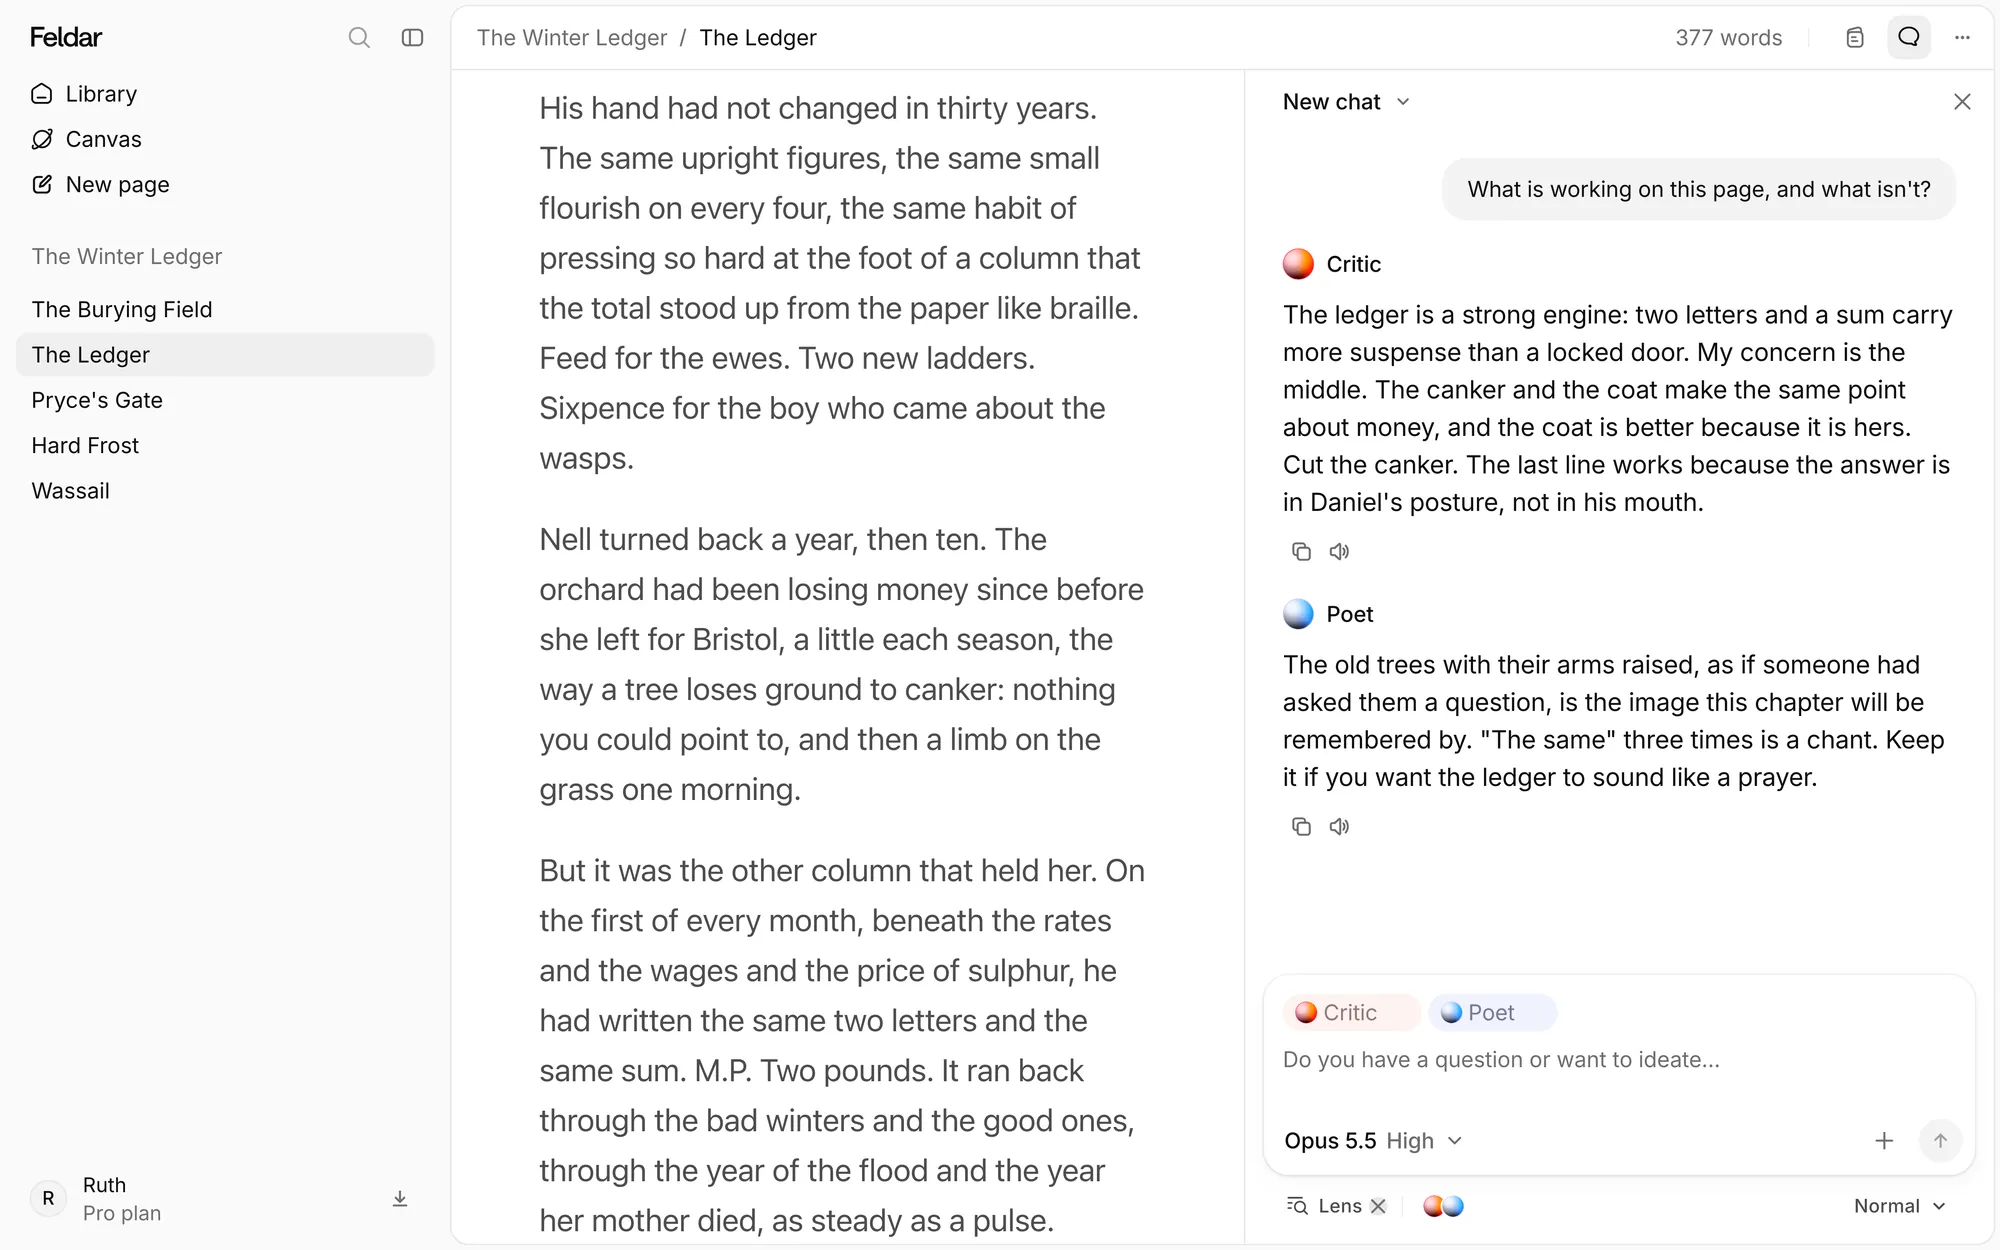 Feldar
Library
Canvas
New page
The Winter Ledger
The Burying Field
The Ledger
Pryce's Gate
Hard Frost
Wassail
R
Ruth
Pro plan
The Winter Ledger / The Ledger
377 words
His hand had not changed in thirty years.
The same upright figures, the same small
flourish on every four, the same habit of
pressing so hard at the foot of a column that
the total stood up from the paper like braille.
Feed for the ewes. Two new ladders.
Sixpence for the boy who came about the
wasps.
Nell turned back a year, then ten. The
orchard had been losing money since before
she left for Bristol, a little each season, the
way a tree loses ground to canker: nothing
you could point to, and then a limb on the
grass one morning.
But it was the other column that held her. On
the first of every month, beneath the rates
and the wages and the price of sulphur, he
had written the same two letters and the
same sum. M.P. Two pounds. It ran back
through the bad winters and the good ones,
through the year of the flood and the year
her mother died, as steady as a pulse.
New chat
What is working on this page, and what isn't?
Critic
The ledger is a strong engine: two letters and a sum carry
more suspense than a locked door. My concern is the
middle. The canker and the coat make the same point
about money, and the coat is better because it is hers.
Cut the canker. The last line works because the answer is
in Daniel's posture, not in his mouth.
Poet
The old trees with their arms raised, as if someone had
asked them a question, is the image this chapter will be
remembered by. "The same" three times is a chant. Keep
it if you want the ledger to sound like a prayer.
Critic Poet
Do you have a question or want to ideate...
Opus 5.5 High
Lens
Normal